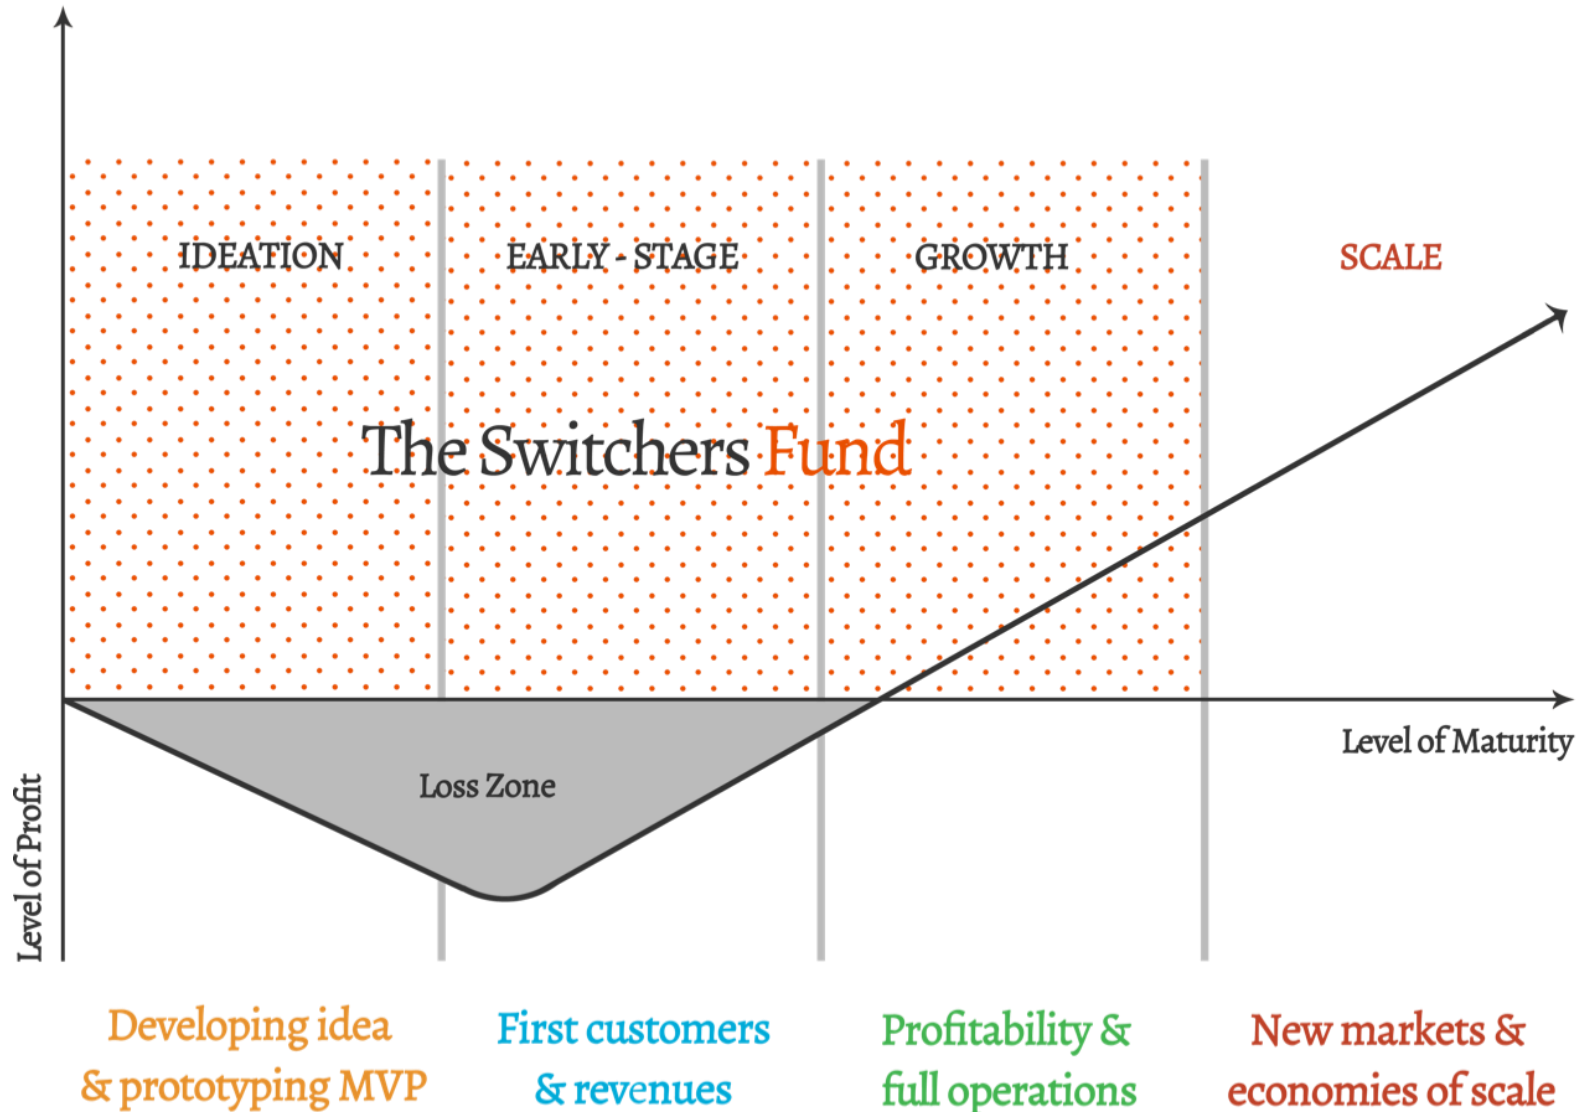 IDEATION
EARLY - STAGE
GROWTH
SCALE
The Switchers Fund
Level of Maturity
Loss Zone
Level of Profit
Developing idea
& prototyping MVP
First customers
& revenues
Profitability &
full operations
New markets &
economies of scale